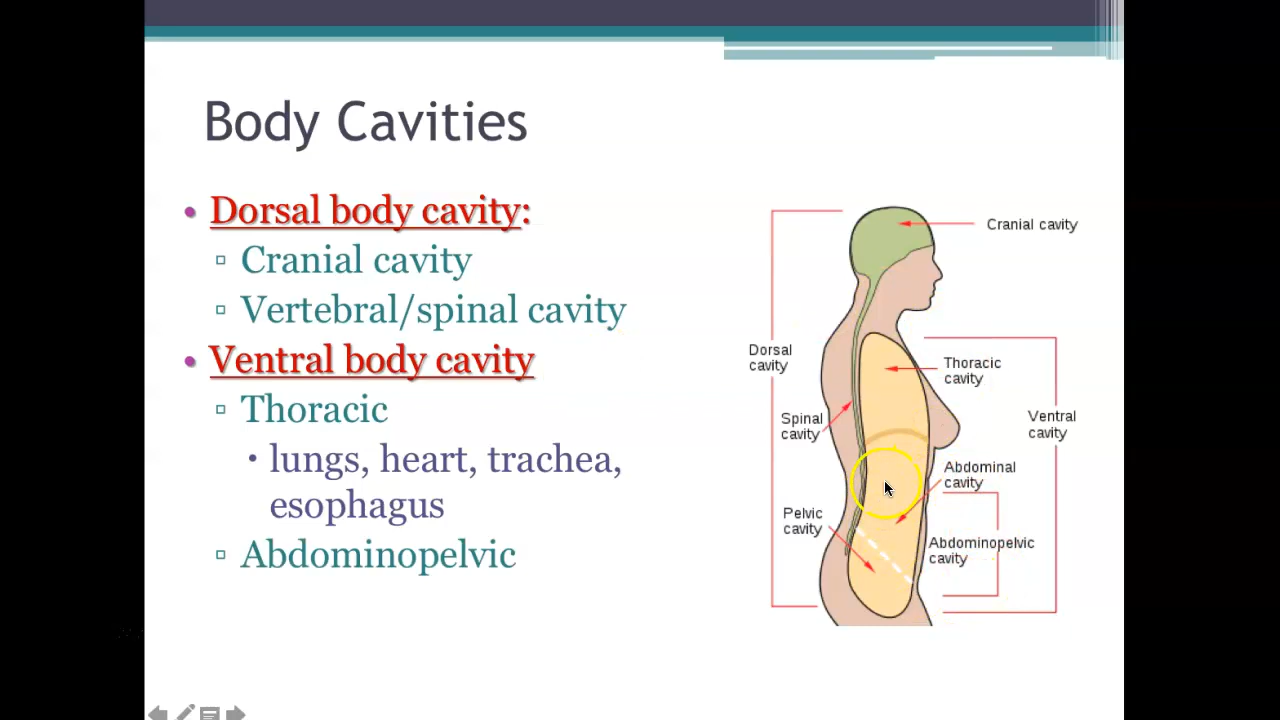 Body Cavities
• Dorsal body cavity:
▫ Cranial cavity
▫ Vertebral/spinal cavity
• Ventral body cavity
▫ Thoracic
• lungs, heart, trachea,
esophagus
▫ Abdominopelvic
Cranial cavity
Dorsal
cavity
Thoracic
cavity
Spinal
cavity
Ventral
cavity
Abdominal
cavity
Pelvic
cavity
Abdominopelvic
cavity